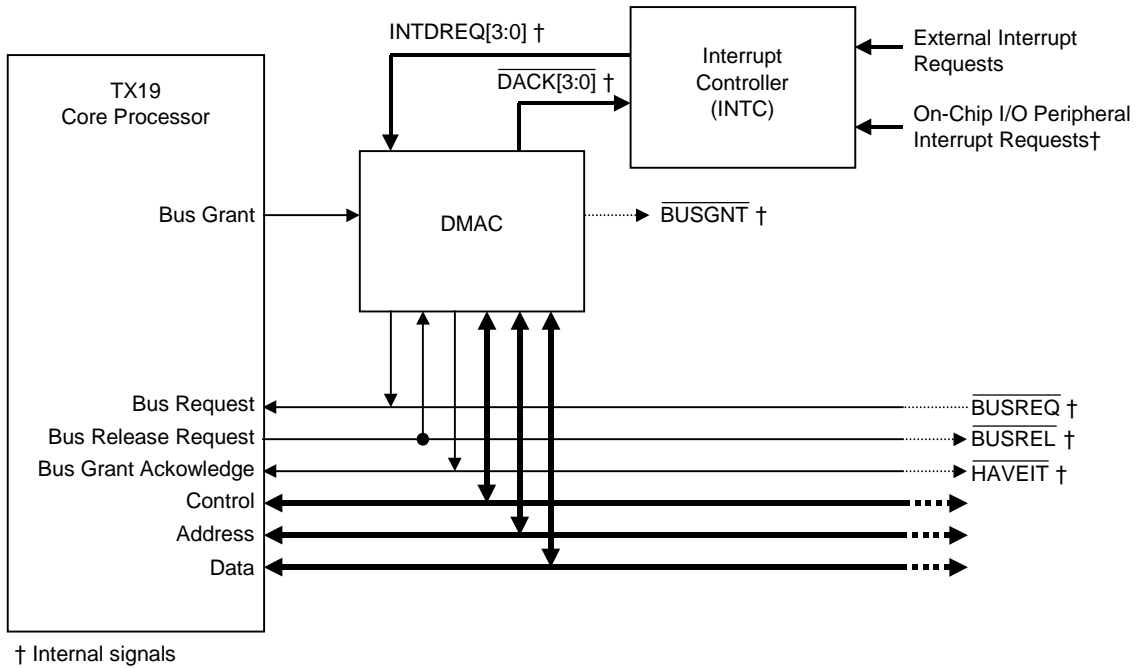 INTDREQ[3:0] †
DACK[3:0] †
Interrupt
Controller
(INTC)
External Interrupt
Requests
On-Chip I/O Peripheral
Interrupt Requests†
TX19
Core Processor
Bus Grant
DMAC
BUSGNT †
Bus Request
BUSREQ †
Bus Release Request
BUSREL †
Bus Grant Ackowledge
HAVEIT †
Control
Address
Data
† Internal signals